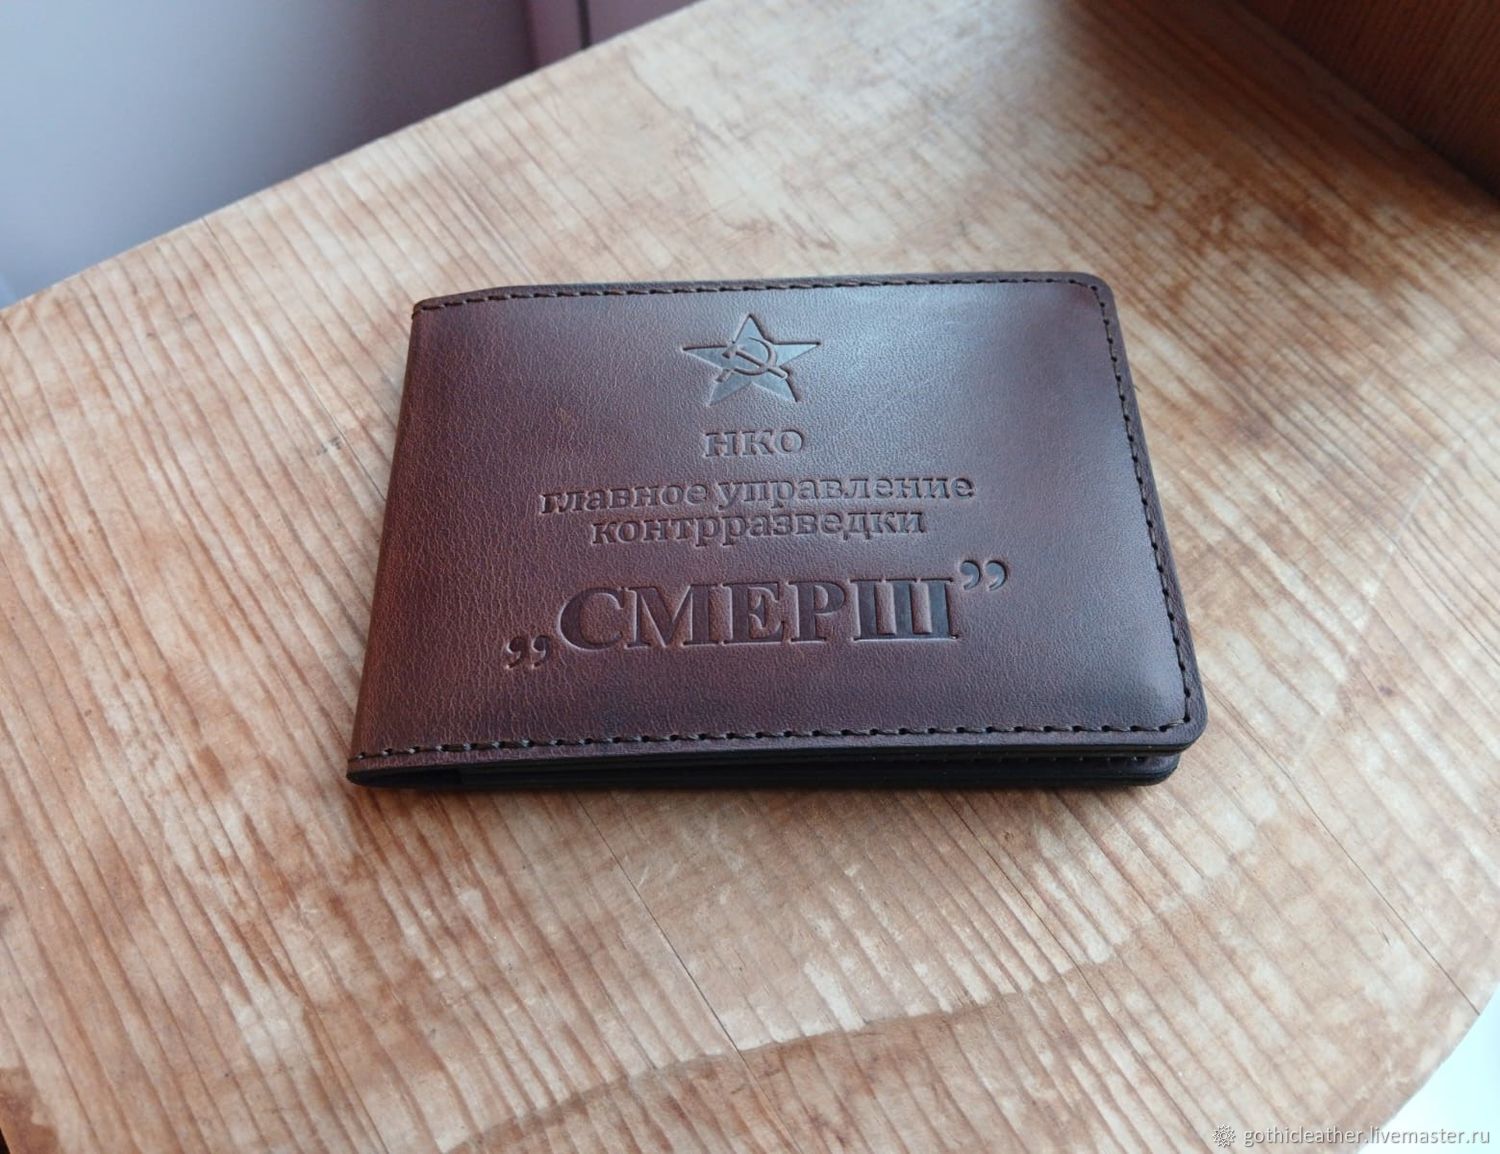 НКО
главное управление
контрразведки
„СМЕРШ”
gothicleather.livemaster.ru